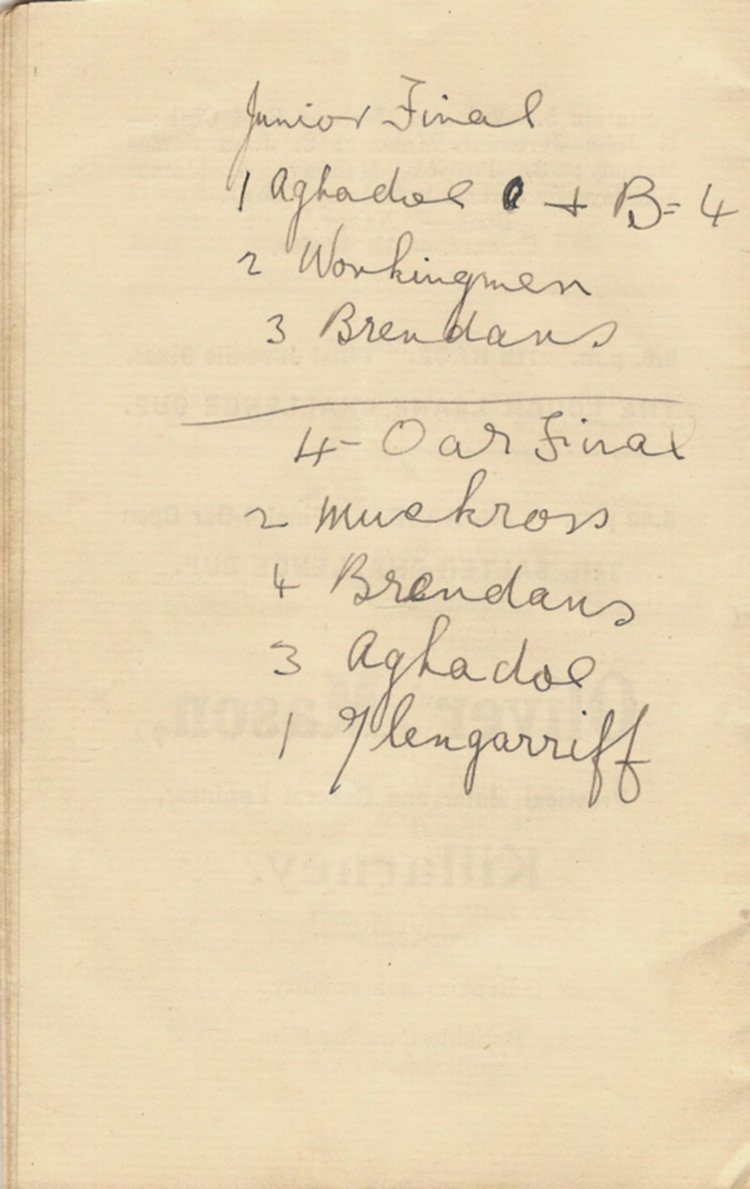 Junior Final
1 Aghadoe + B = 4
2 Workingmen
3 Brendans
4-Oar Final
2 Muckross
4 Brendans
3 Aghadoe
1 Glengarriff
Killarney.